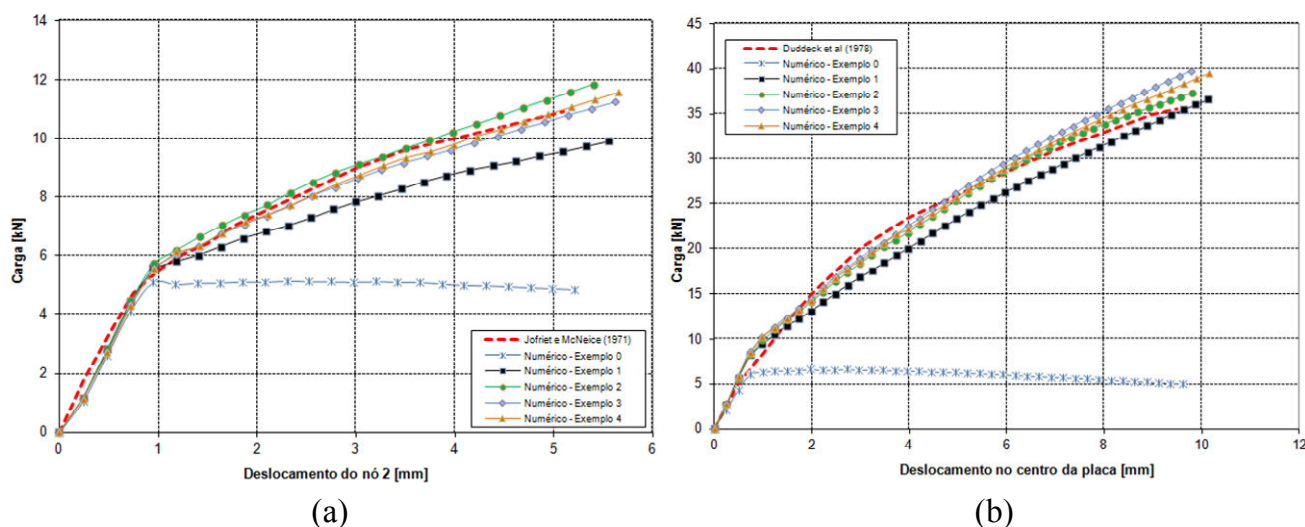 14
12
10
8
6
4
2
0
Carga [kN]
0 1 2 3 4 5 6
Deslocamento do nó 2 [mm]
Jofriet e McNeice (1971)
Numérico - Exemplo 0
Numérico - Exemplo 1
Numérico - Exemplo 2
Numérico - Exemplo 3
Numérico - Exemplo 4
(a)
45
40
35
30
25
20
15
10
5
0
Carga [kN]
0 2 4 6 8 10 12
Deslocamento no centro da placa [mm]
Duddeck et al (1978)
Numérico - Exemplo 0
Numérico - Exemplo 1
Numérico - Exemplo 2
Numérico - Exemplo 3
Numérico - Exemplo 4
(b)